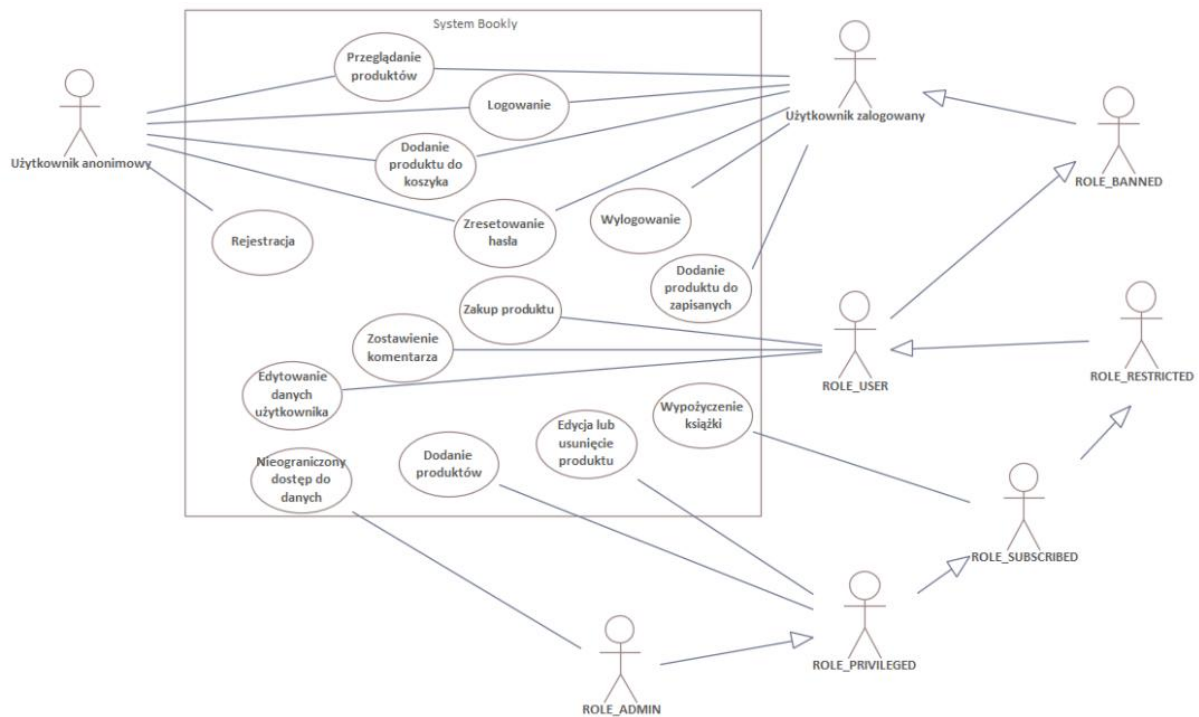 System Bookly
Przeglądanie
produktów
Logowanie
Użytkownik anonimowy
Użytkownik zalogowany
Dodanie
produktu do
koszyka
ROLE_BANNED
Rejestracja
Zresetowanie
hasła
Wylogowanie
Dodanie
produktu do
zapisanych
Zakup produktu
Zostawienie
komentarza
ROLE_USER
ROLE_RESTRICTED
Edytowanie
danych
użytkownika
Wypożyczenie
książki
Edycja lub
usunięcie
produktu
Dodanie
produktów
Nieograniczony
dostęp do
danych
ROLE_SUBSCRIBED
ROLE_PRIVILEGED
ROLE_ADMIN